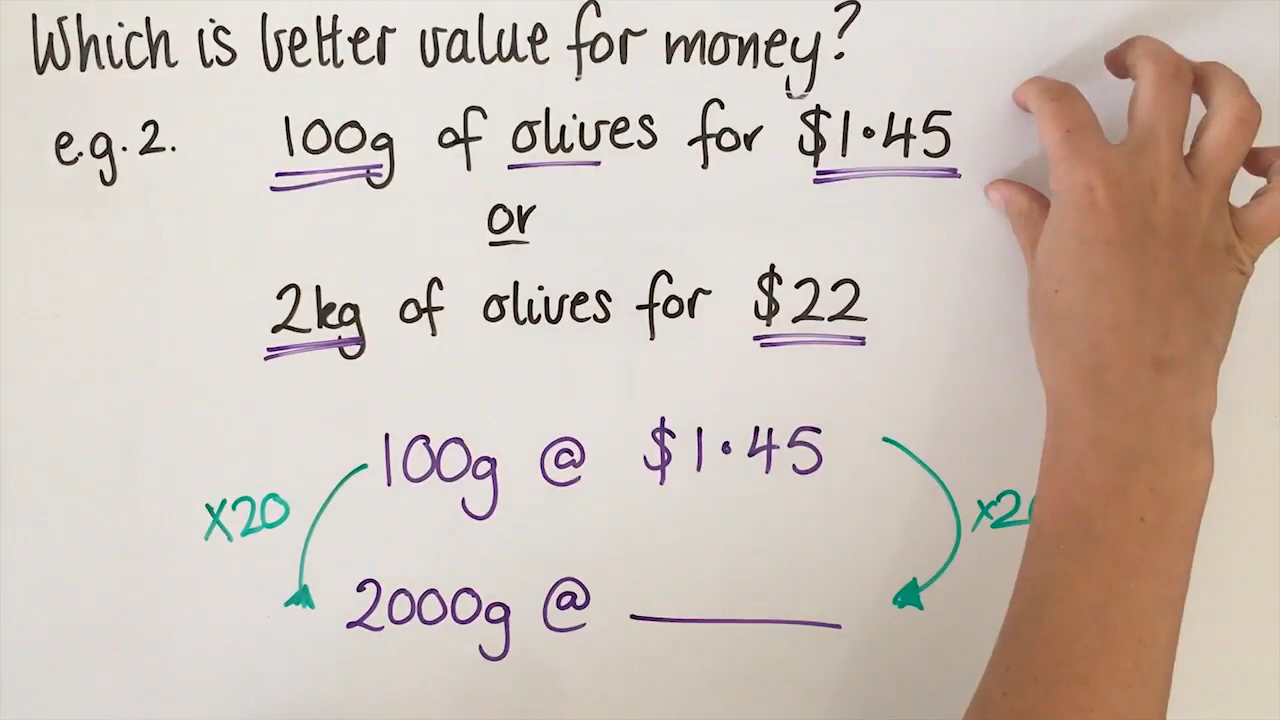 Which is better value for money?
e.g. 2. 100g of olives for $1.45
or
2kg of olives for $22
100g @ $1.45
x20 x2
2000g @